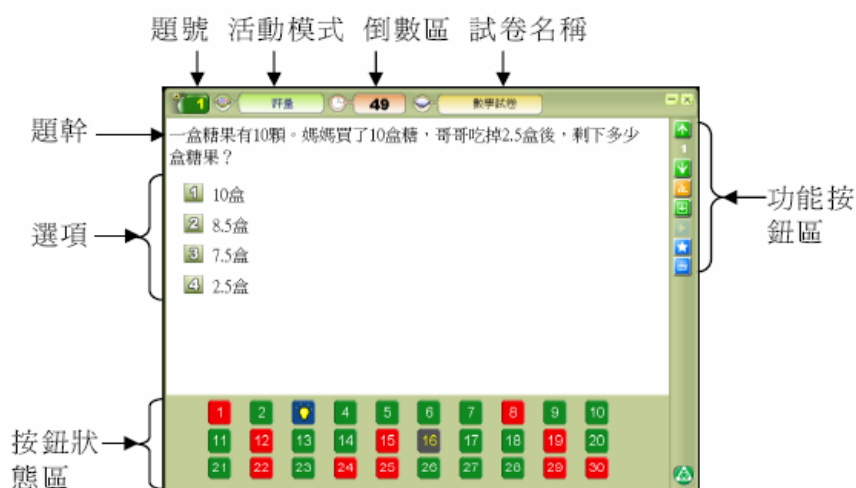 題號 活動模式 倒數區 試卷名稱
1 評量 49 數學試卷
題幹
一盒糖果有10顆。媽媽買了10盒糖，哥哥吃掉2.5盒後，剩下多少
盒糖果？
1
選項
1 10盒
2 8.5盒
3 7.5盒
4 2.5盒
功能按
鈕區
按鈕狀
態區
1 2 4 5 6 7 8 9 10
11 12 13 14 15 16 17 18 19 20
21 22 23 24 25 26 27 28 29 30